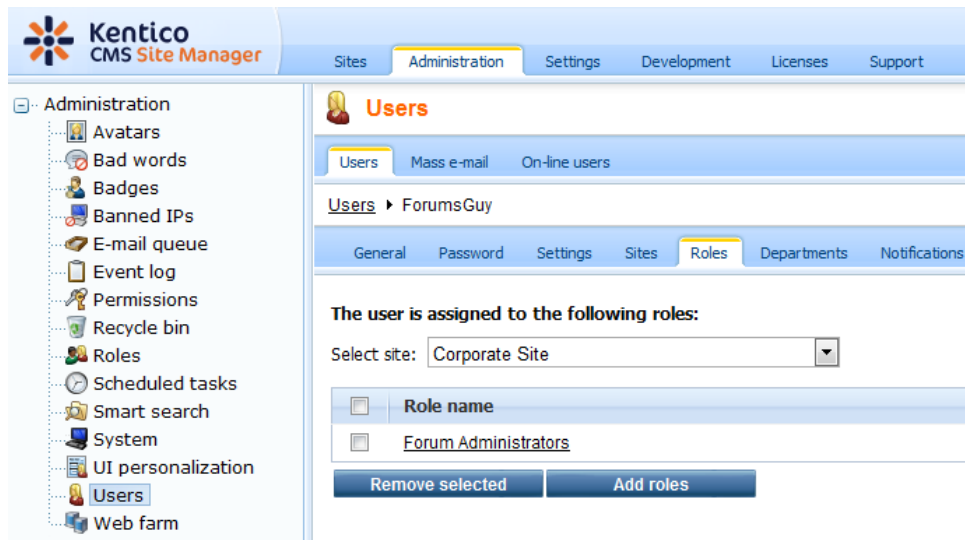 Kentico
CMS Site Manager
Sites Administration Settings Development Licenses Support
Administration
Avatars
Bad words
Badges
Banned IPs
E-mail queue
Event log
Permissions
Recycle bin
Roles
Scheduled tasks
Smart search
System
UI personalization
Users
Web farm
Users
Users Mass e-mail On-line users
Users ForumsGuy
General Password Settings Sites Roles Departments Notifications
The user is assigned to the following roles:
Select site: Corporate Site
Role name
Forum Administrators
Remove selected Add roles